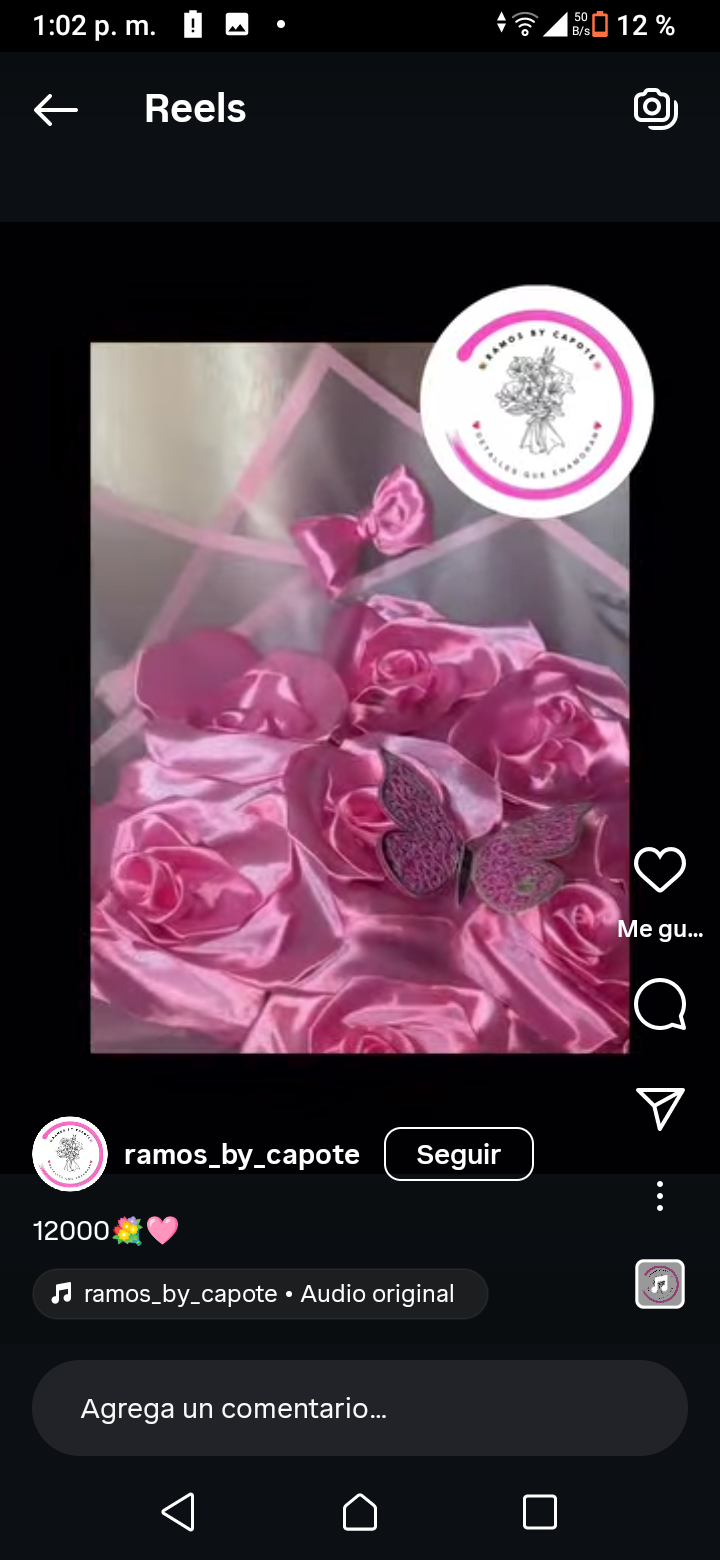 1:02 p. m.
50
B/s
12 %
Reels
RAMOS BY CAPOTE
DETALLES QUE ENAMORAN
Me gu...
ramos_by_capote
Seguir
12000💐🩷
ramos_by_capote • Audio original
Agrega un comentario...